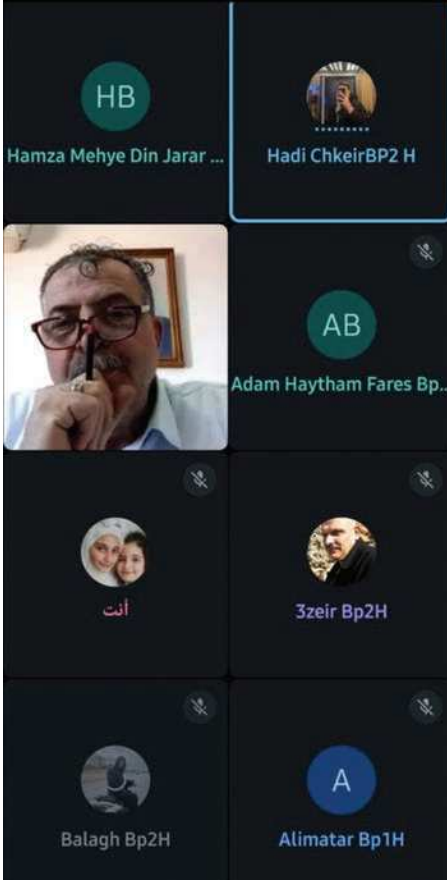 HB
Hamza Mehye Din Jarar ...
Hadi ChkeirBP2 H
AB
Adam Haytham Fares Bp...
أنت
3zeir Bp2H
Balagh Bp2H
A
Alimatar Bp1H